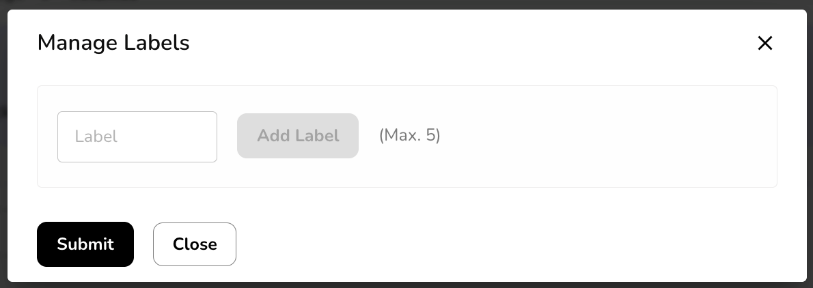 Manage Labels
Label
Add Label
(Max. 5)
Submit
Close